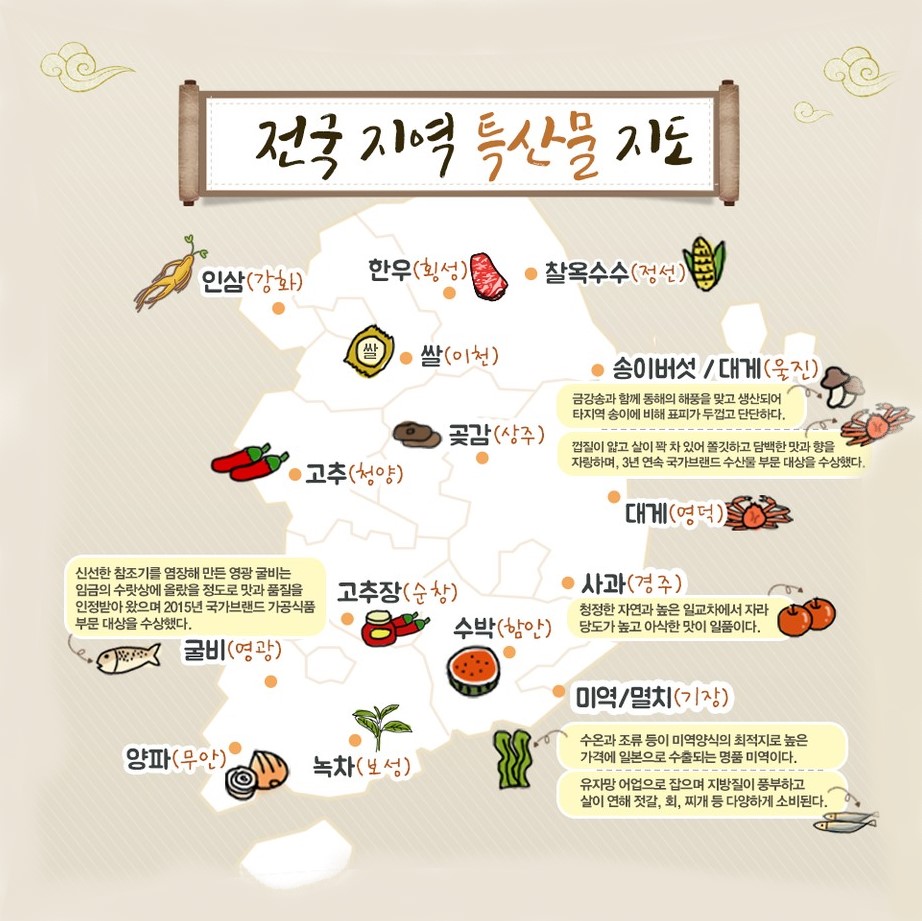 전국 지역 특산물 지도
인삼(강화)
한우(횡성)
찰옥수수(정선)
쌀
쌀(이천)
송이버섯 / 대게(울진)
금강송과 함께 동해의 해풍을 맞고 생산되어
타지역 송이에 비해 표피가 두껍고 단단하다.
껍질이 얇고 살이 꽉 차 있어 쫄깃하고 담백한 맛과 향을
자랑하며, 3년 연속 국가브랜드 수산물 부문 대상을 수상했다.
곶감(상주)
고추(청양)
대게(영덕)
신선한 참조기를 염장해 만든 영광 굴비는
임금의 수랏상에 올랐을 정도로 맛과 품질을
인정받아 왔으며 2015년 국가브랜드 가공식품
부문 대상을 수상했다.
굴비(영광)
고추장(순창)
수박(함안)
사과(경주)
청정한 자연과 높은 일교차에서 자라
당도가 높고 아삭한 맛이 일품이다.
미역/멸치(기장)
수온과 조류 등이 미역양식의 최적지로 높은
가격에 일본으로 수출되는 명품 미역이다.
유자망 어업으로 잡으며 지방질이 풍부하고
살이 연해 젓갈, 회, 찌개 등 다양하게 소비된다.
양파(무안)
녹차(보성)